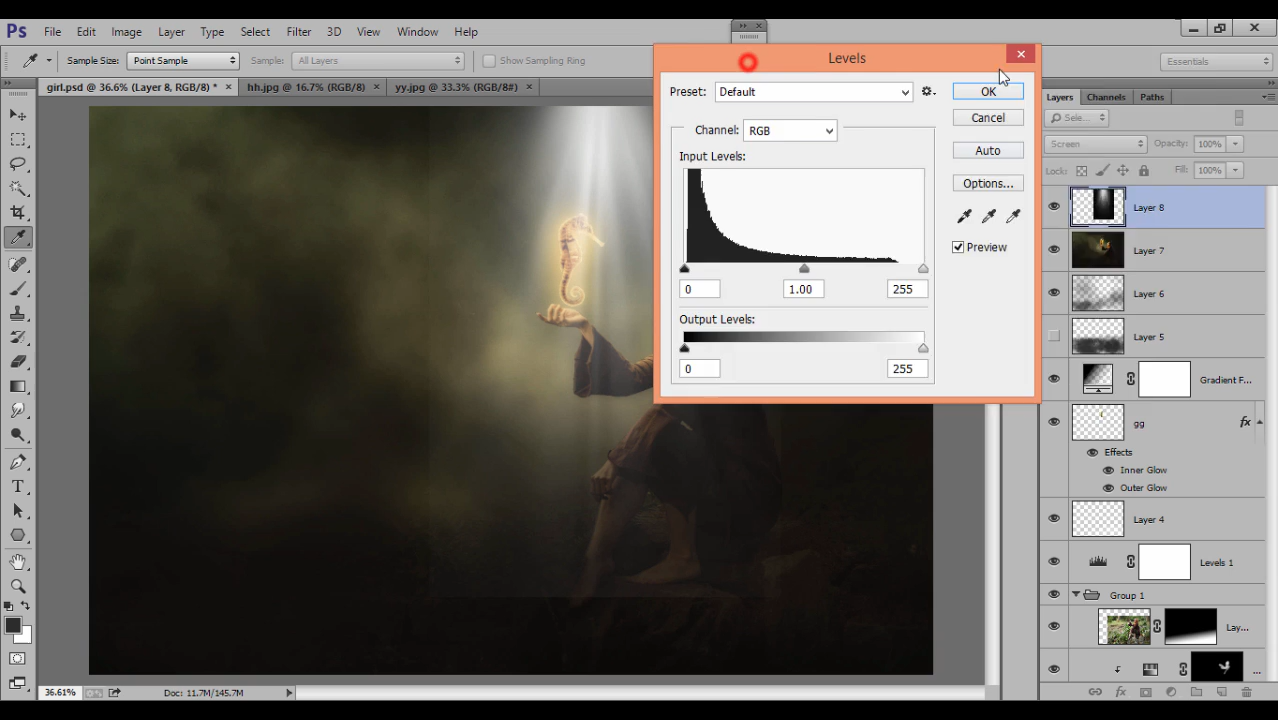 Ps File Edit Image Layer Type Select Filter 3D View Window Help
Sample Size: Point Sample Sample: All Layers Show Sampling Ring Essentials
girl.psd @ 36.6% (Layer 8, RGB/8) * × hh.jpg @ 16.7% (RGB/8) × yy.jpg @ 33.3% (RGB/8#) ×
Levels
Preset: Default
OK
Channel: RGB
Cancel
Input Levels:
Auto
Options...
Preview
0 1.00 255
Output Levels:
0 255
Layers Channels Paths
Sele...
Screen Opacity: 100%
Lock: Fill: 100%
Layer 8
Layer 7
Layer 6
Layer 5
Gradient F...
gg fx
Effects
Inner Glow
Outer Glow
Layer 4
Levels 1
Group 1
Lay...
...
T
fx
36.61% Doc: 11.7M/145.7M